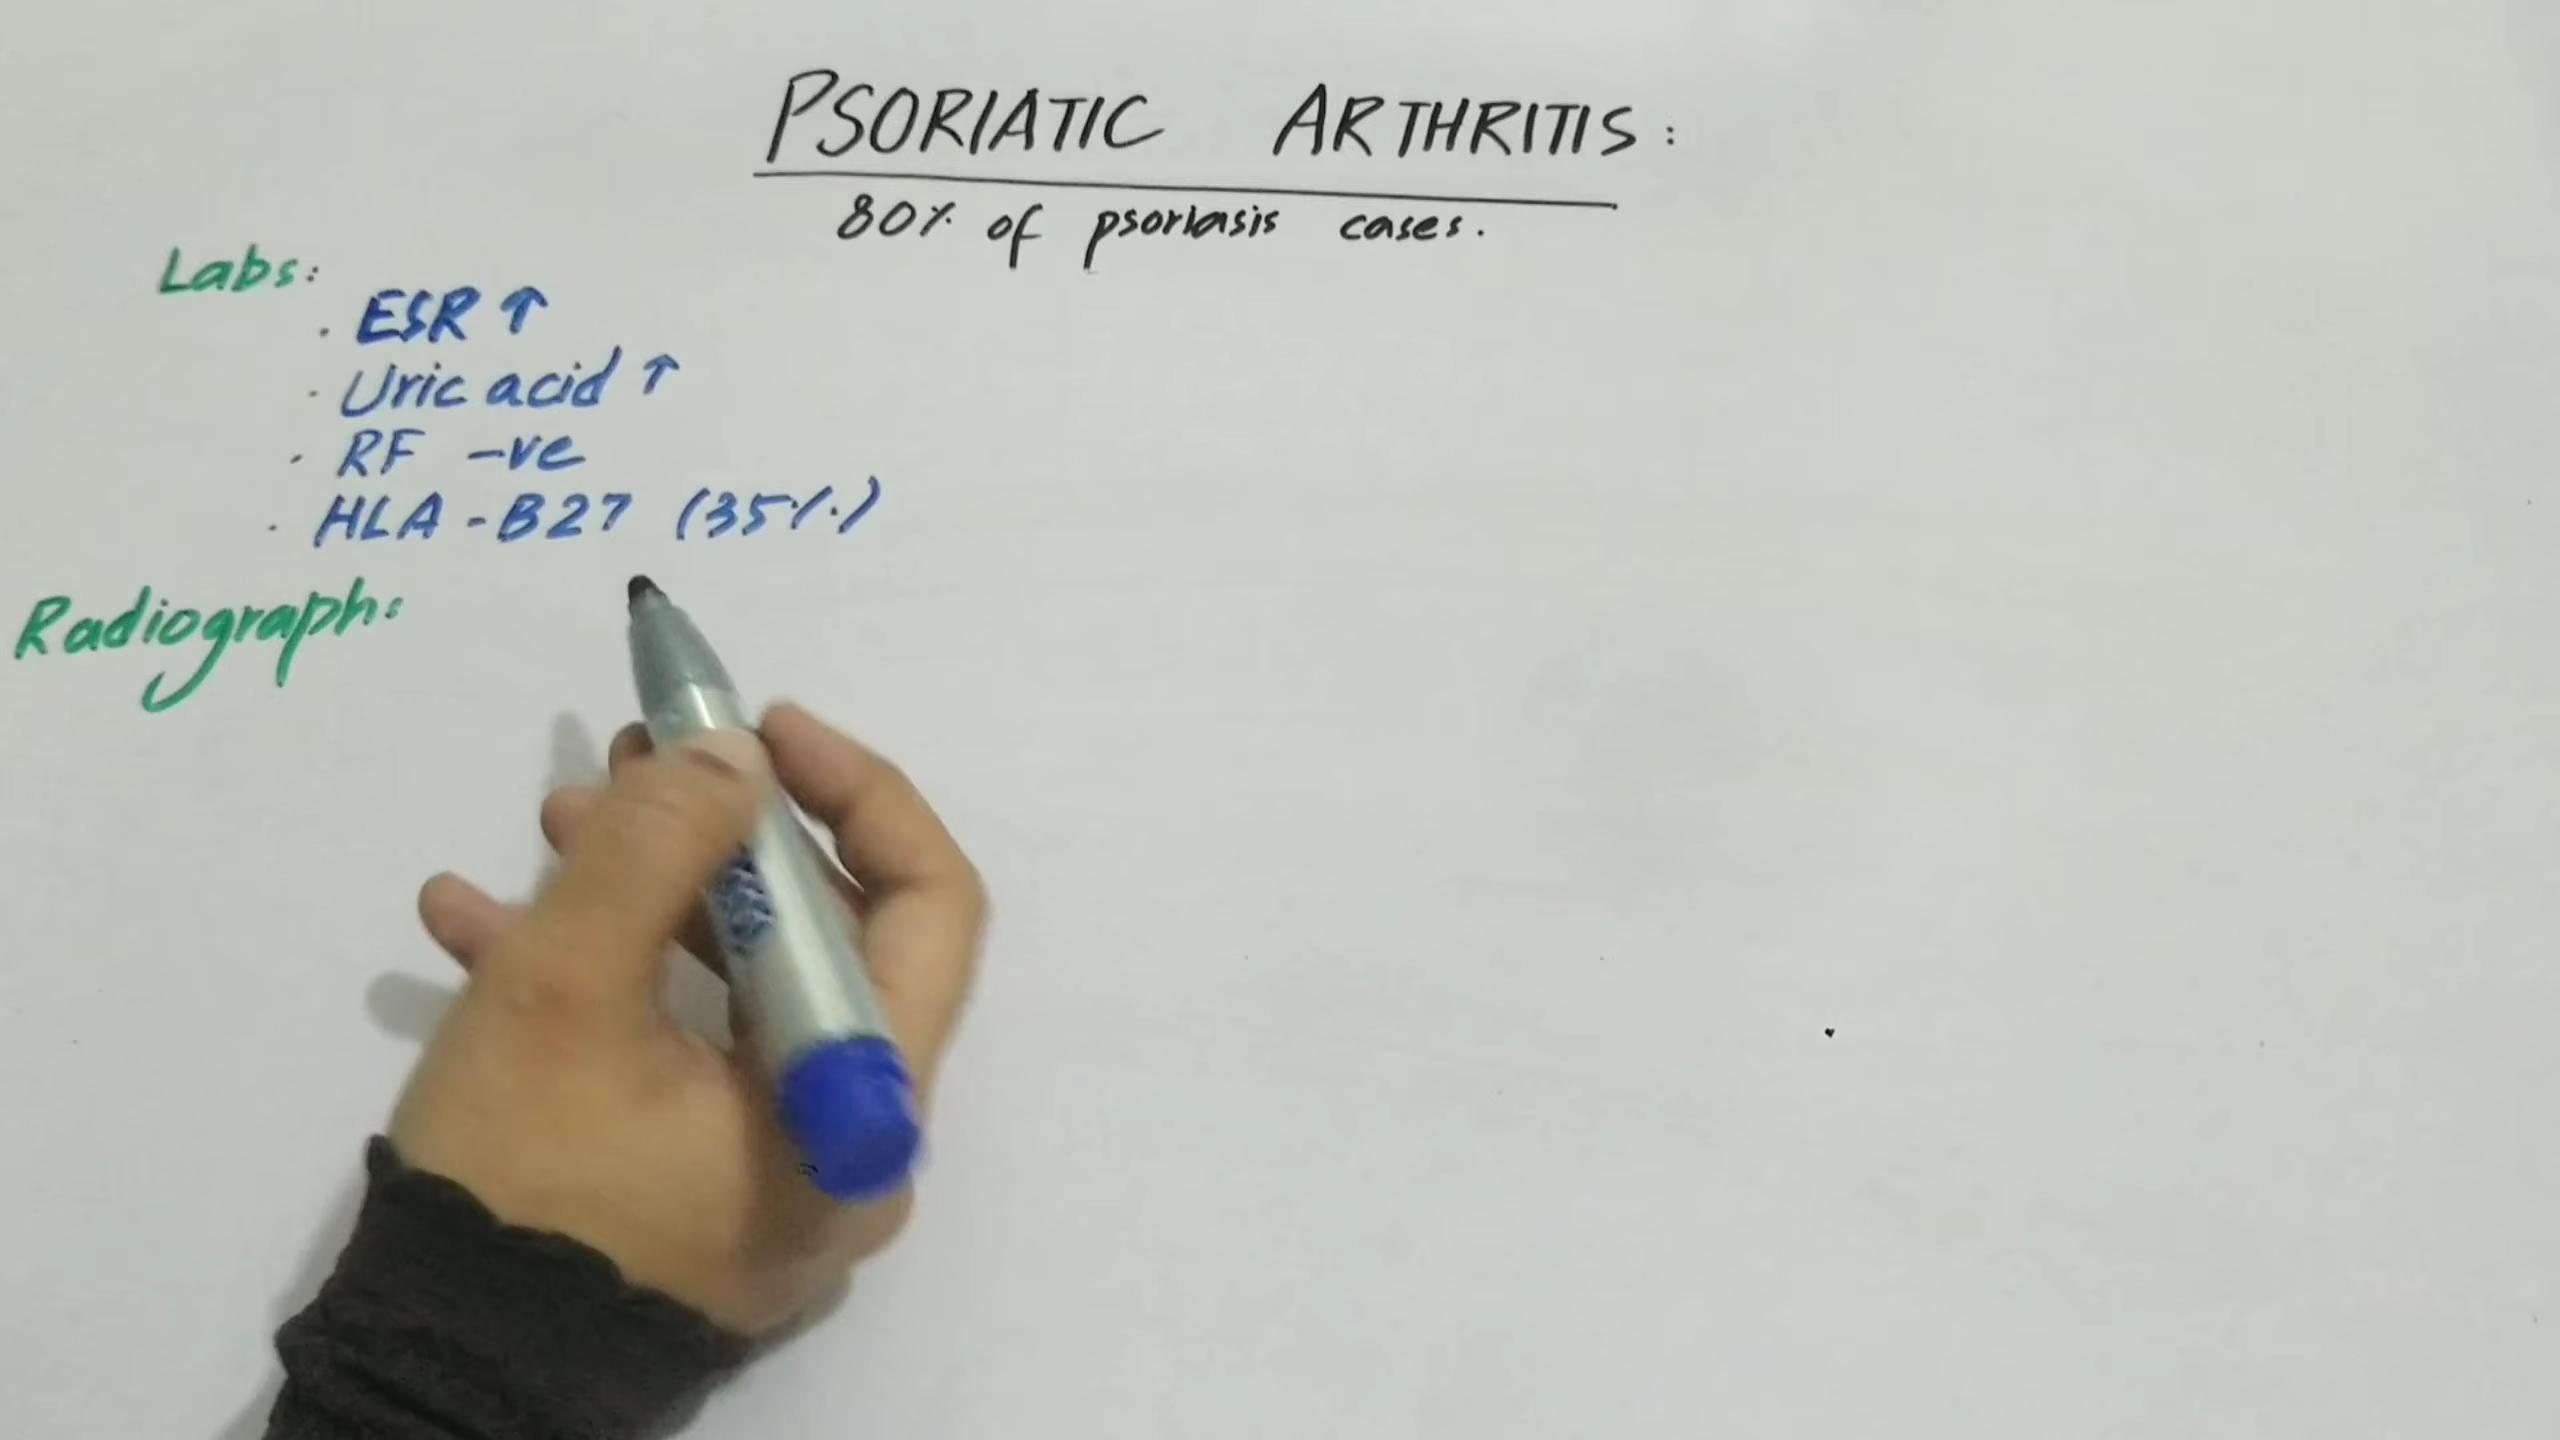 PSORIATIC ARTHRITIS:
80% of psoriasis cases.
Labs:
· ESR ↑
· Uric acid ↑
· RF -ve
· HLA-B27 (35%)
Radiograph: